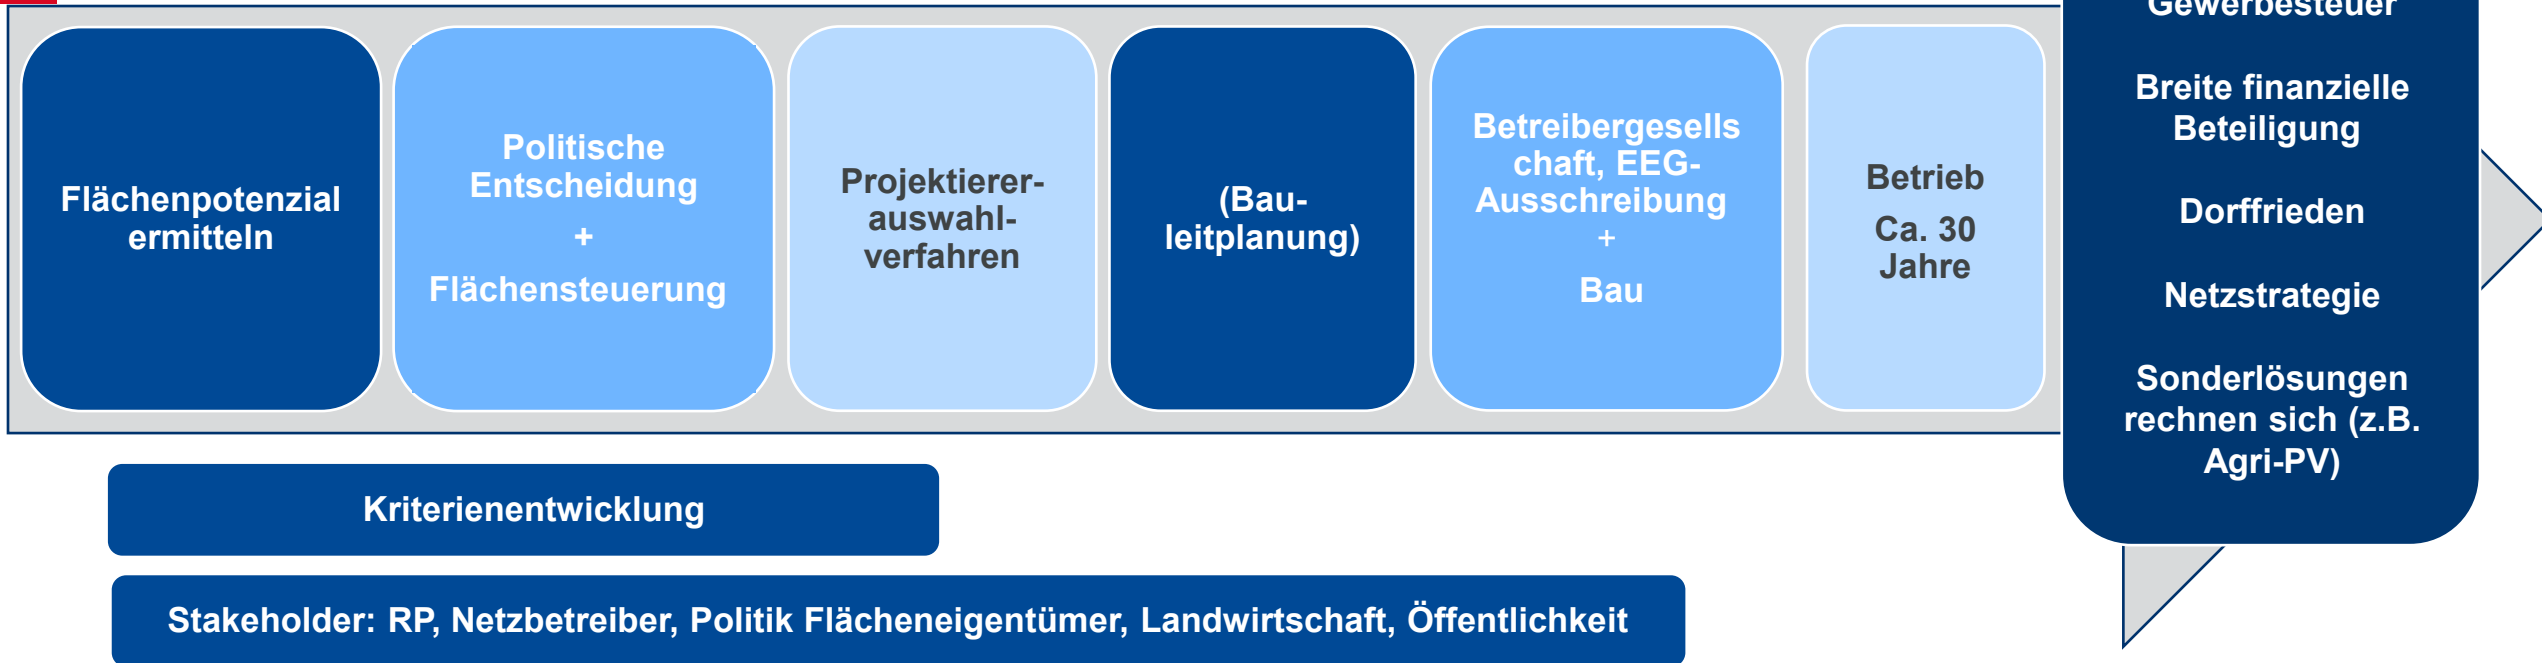 Flächenpotenzial
ermitteln
Politische
Entscheidung
+
Flächensteuerung
Projektierer-
auswahl-
verfahren
(Bau-
leitplanung)
Betreibergesells
chaft, EEG-
Ausschreibung
+
Bau
Betrieb
Ca. 30
Jahre
Gewerbesteuer
Breite finanzielle
Beteiligung
Dorffrieden
Netzstrategie
Sonderlösungen
rechnen sich (z.B.
Agri-PV)
Kriterienentwicklung
Stakeholder: RP, Netzbetreiber, Politik Flächeneigentümer, Landwirtschaft, Öffentlichkeit